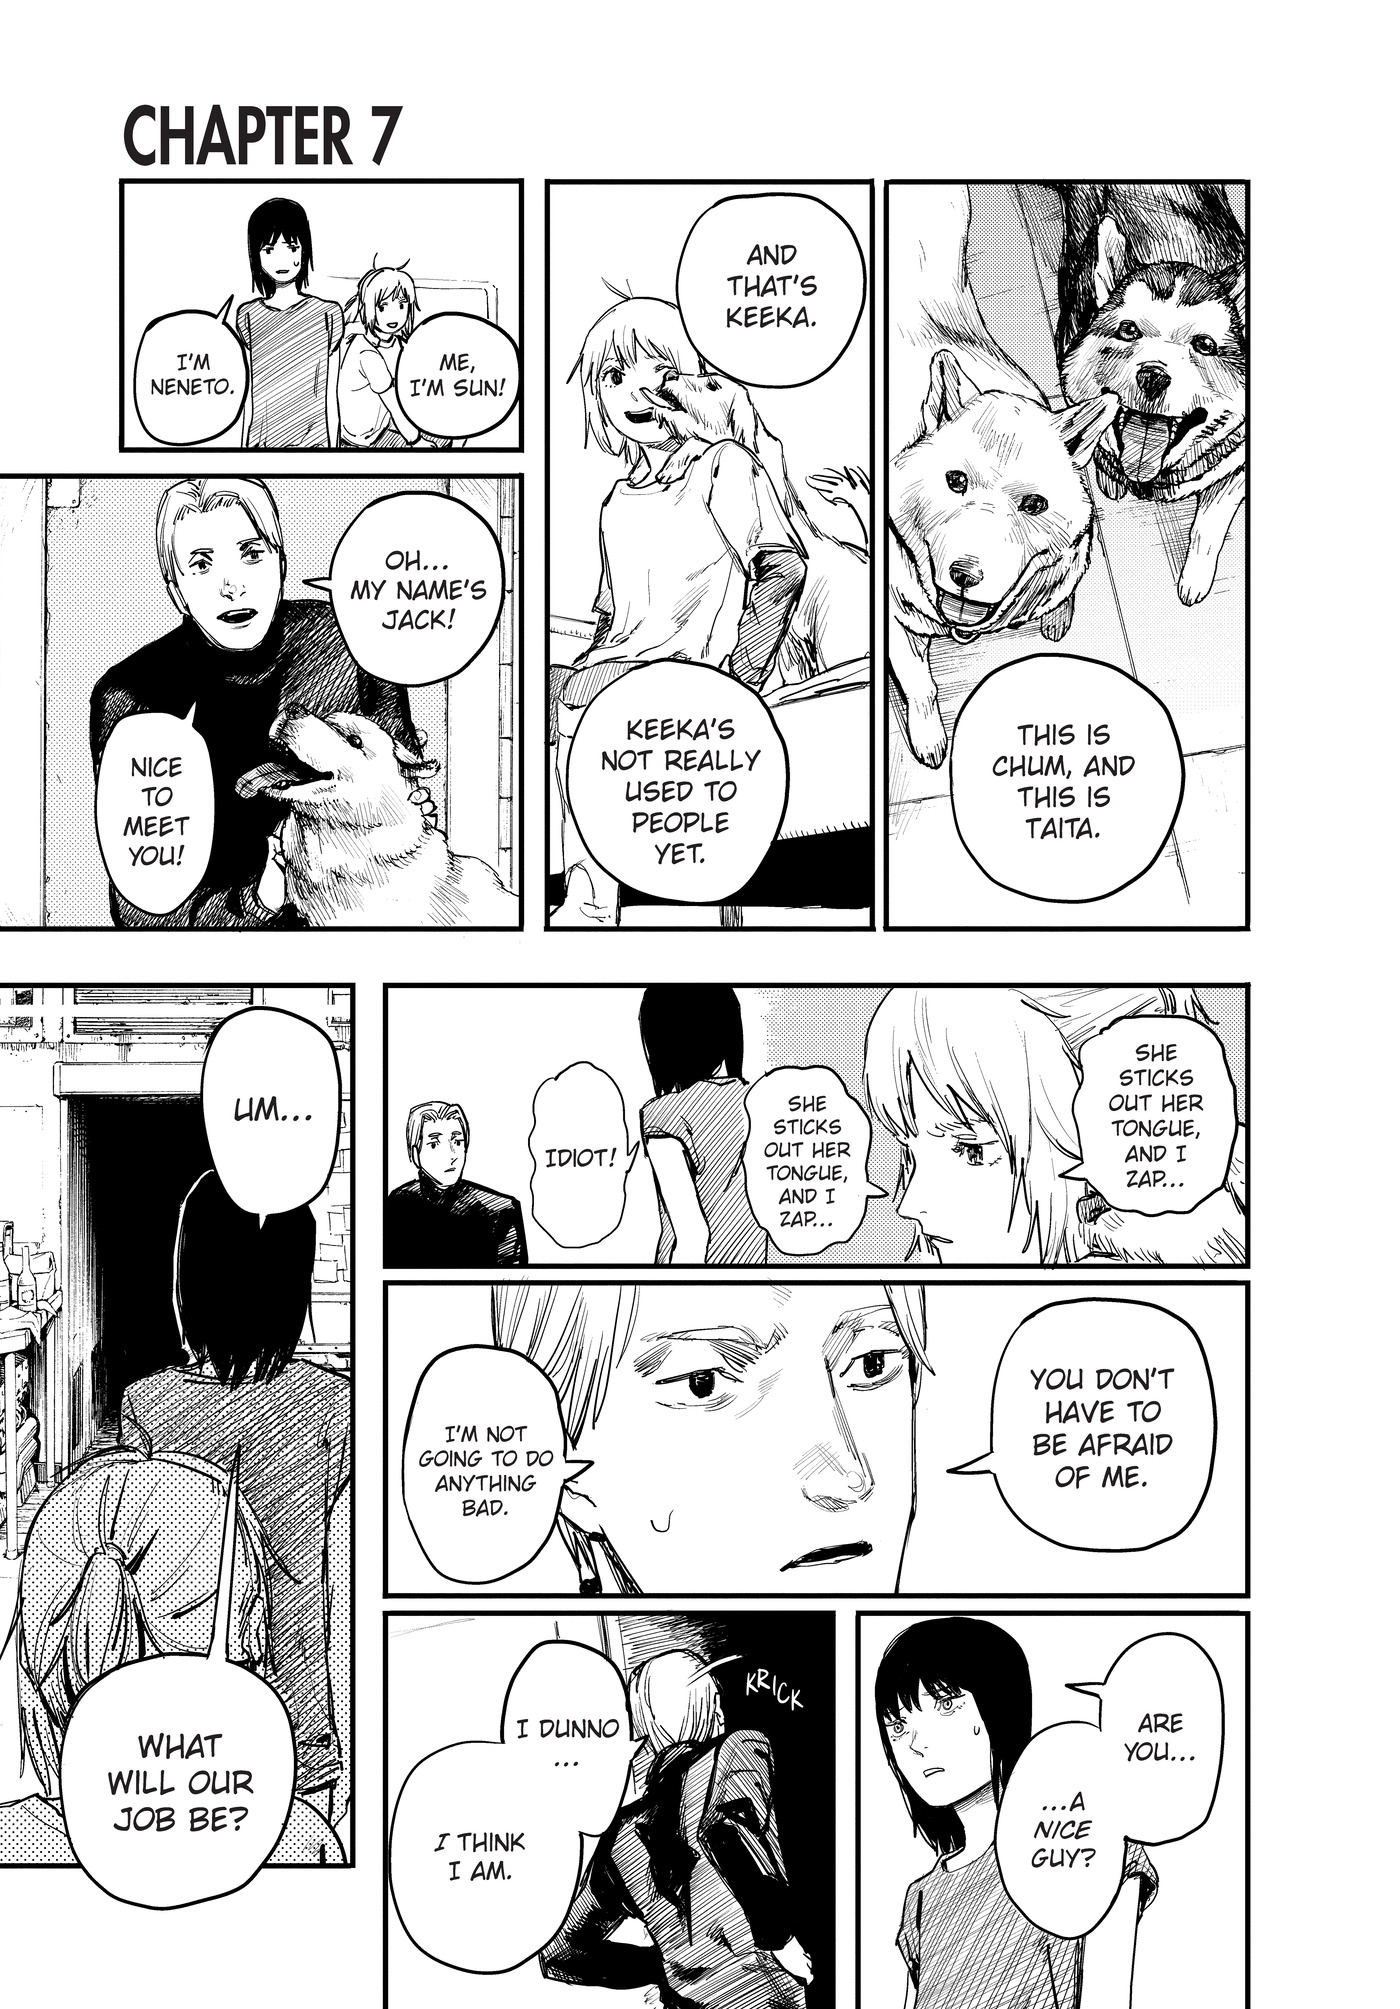 CHAPTER 7
THIS IS
CHUM, AND
THIS IS
TAITA.
AND
THAT'S
KEEKA.
KEEKA'S
NOT REALLY
USED TO
PEOPLE
YET.
ME,
I'M SUN!
I'M
NENETO.
OH...
MY NAME'S
JACK!
NICE
TO
MEET
YOU!
SHE
STICKS
OUT HER
TONGUE,
AND I
ZAP...
SHE
STICKS
OUT HER
TONGUE,
AND I
ZAP...
IDIOT!
YOU DON'T
HAVE TO
BE AFRAID
OF ME.
I'M NOT
GOING TO DO
ANYTHING
BAD.
ARE
YOU...
...A
NICE
GUY?
KRICK
I DUNNO
...
I THINK
I AM.
UM...
WHAT
WILL OUR
JOB BE?